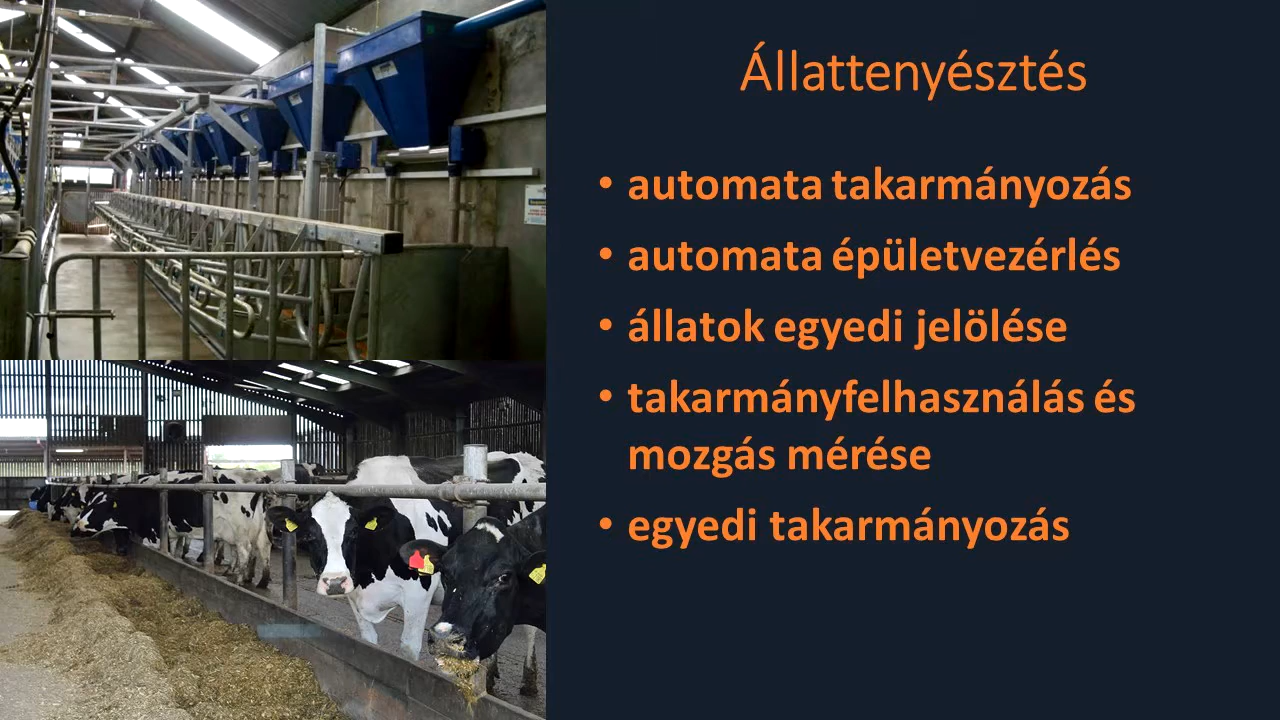 Állattenyésztés
• automata takarmányozás
• automata épületvezérlés
• állatok egyedi jelölése
• takarmányfelhasználás és
mozgás mérése
• egyedi takarmányozás